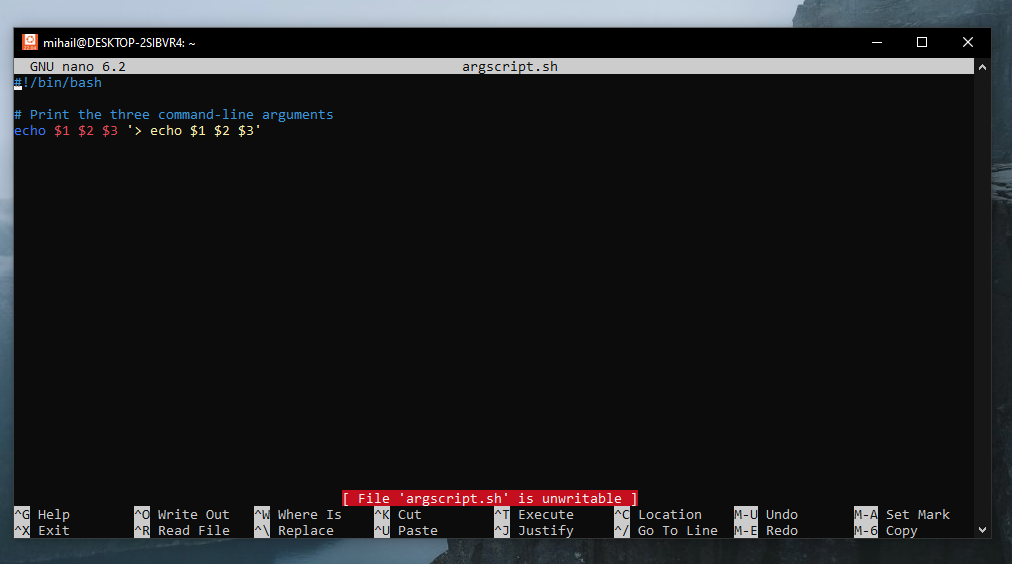 mihail@DESKTOP-2SIBVR4: ~
GNU nano 6.2 argscript.sh
#!/bin/bash
# Print the three command-line arguments
echo $1 $2 $3 '> echo $1 $2 $3'
[ File 'argscript.sh' is unwritable ]
^G Help ^O Write Out ^W Where Is ^K Cut ^T Execute ^C Location M-U Undo M-A Set Mark
^X Exit ^R Read File ^\ Replace ^U Paste ^J Justify ^/ Go To Line M-E Redo M-6 Copy